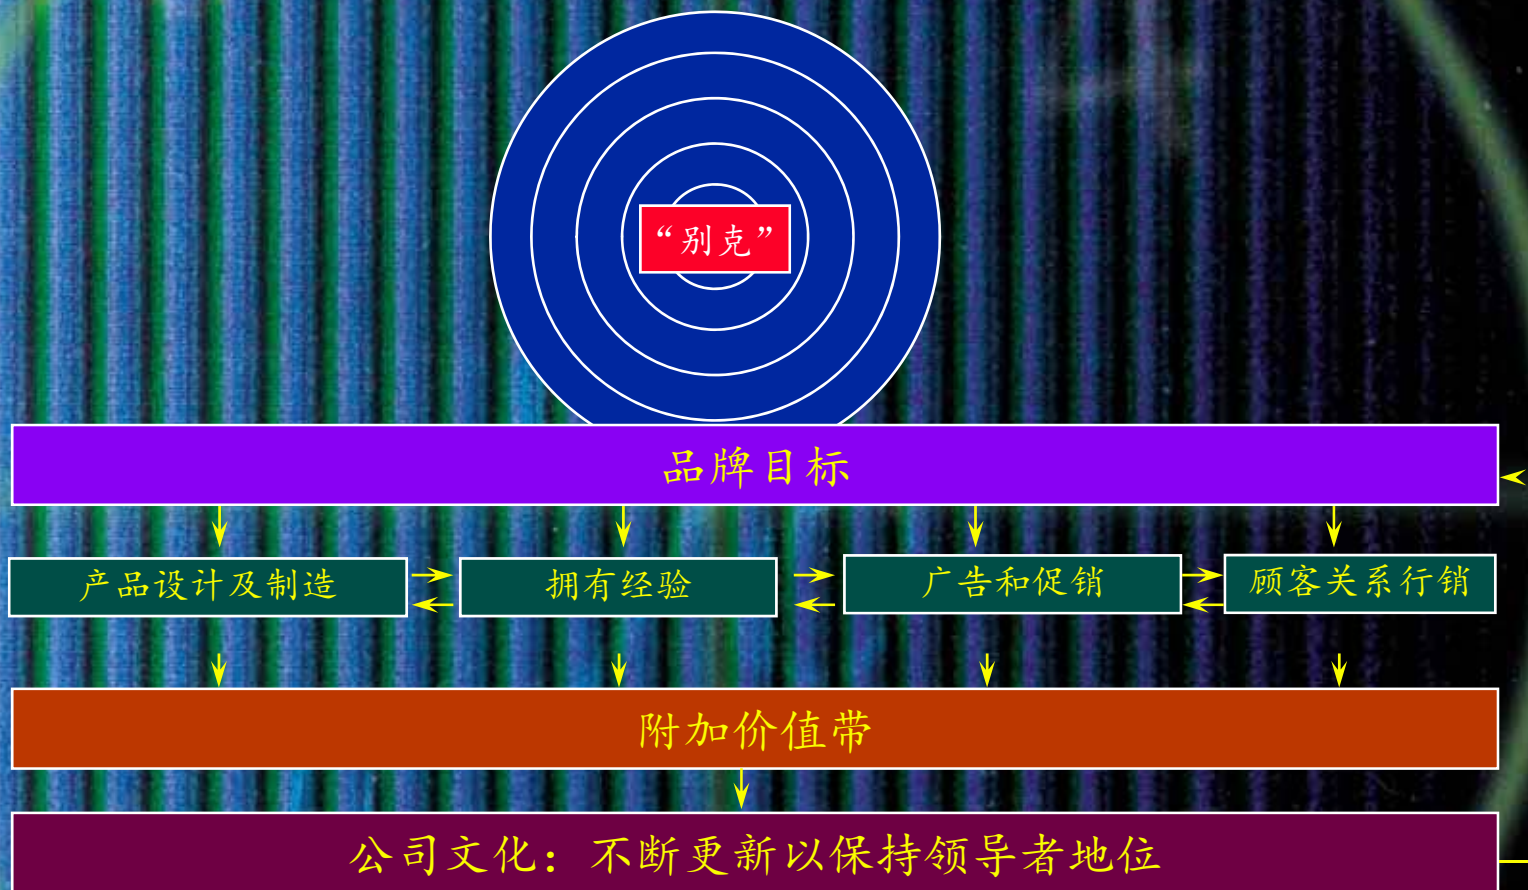 “别克”
品牌目标
产品设计及制造
拥有经验
广告和促销
顾客关系行销
附加价值带
公司文化：不断更新以保持领导者地位